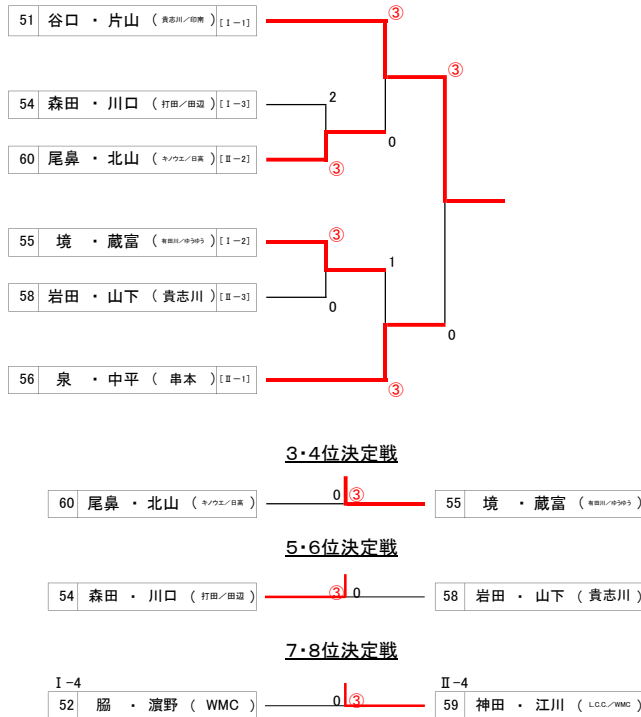 51 谷口 ・ 片山 ( 貴志川／印南 ) [Ⅰ－1]
③
③
54 森田 ・ 川口 ( 打田／田辺 ) [Ⅰ－3]
2
0
60 尾鼻 ・ 北山 ( キノウエ／日高 ) [Ⅱ－2]
③
55 境 ・ 蔵富 ( 有田川／ゆうゆう ) [Ⅰ－2]
③
1
58 岩田 ・ 山下 ( 貴志川 ) [Ⅱ－3]
0
0
56 泉 ・ 中平 ( 串本 ) [Ⅱ－1]
③
3・4位決定戦
60 尾鼻 ・ 北山 ( キノウエ／日高 ) 0 ③ 55 境 ・ 蔵富 ( 有田川／ゆうゆう )
5・6位決定戦
54 森田 ・ 川口 ( 打田／田辺 ) ③ 0 58 岩田 ・ 山下 ( 貴志川 )
7・8位決定戦
Ⅰ－4 Ⅱ－4
52 脇 ・ 濵野 ( WMC ) 0 ③ 59 神田 ・ 江川 ( L.C.C.／WMC )